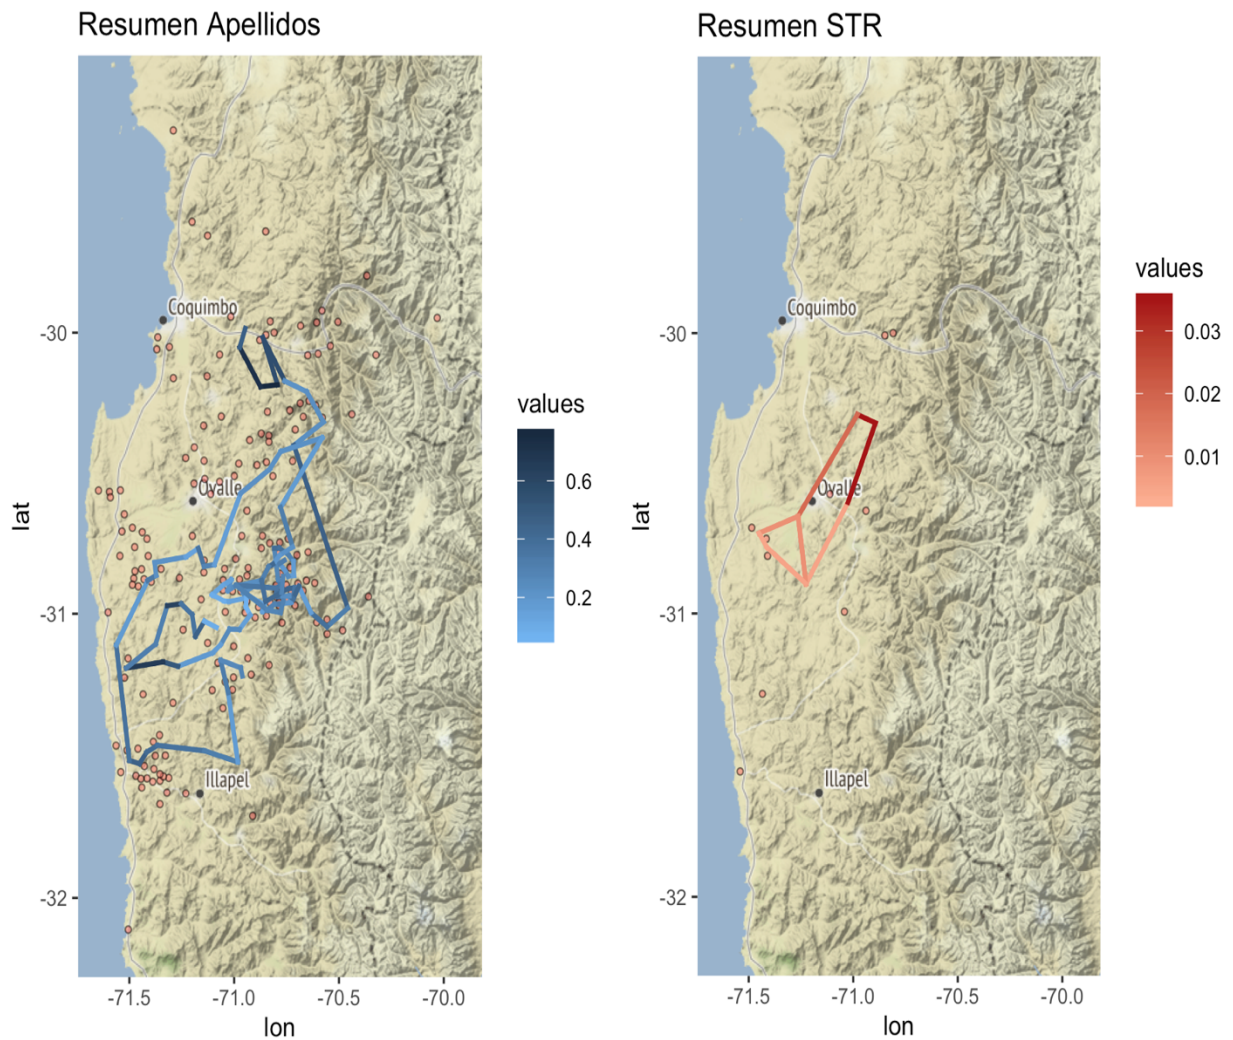 Resumen Apellidos
Resumen STR
-30
-31
-32
lat
Coquimbo
Ovalle
Illapel
-71.5 -71.0 -70.5 -70.0
lon
values
0.6
0.4
0.2
-30
-31
-32
lat
Coquimbo
Ovalle
Illapel
-71.5 -71.0 -70.5 -70.0
lon
values
0.03
0.02
0.01